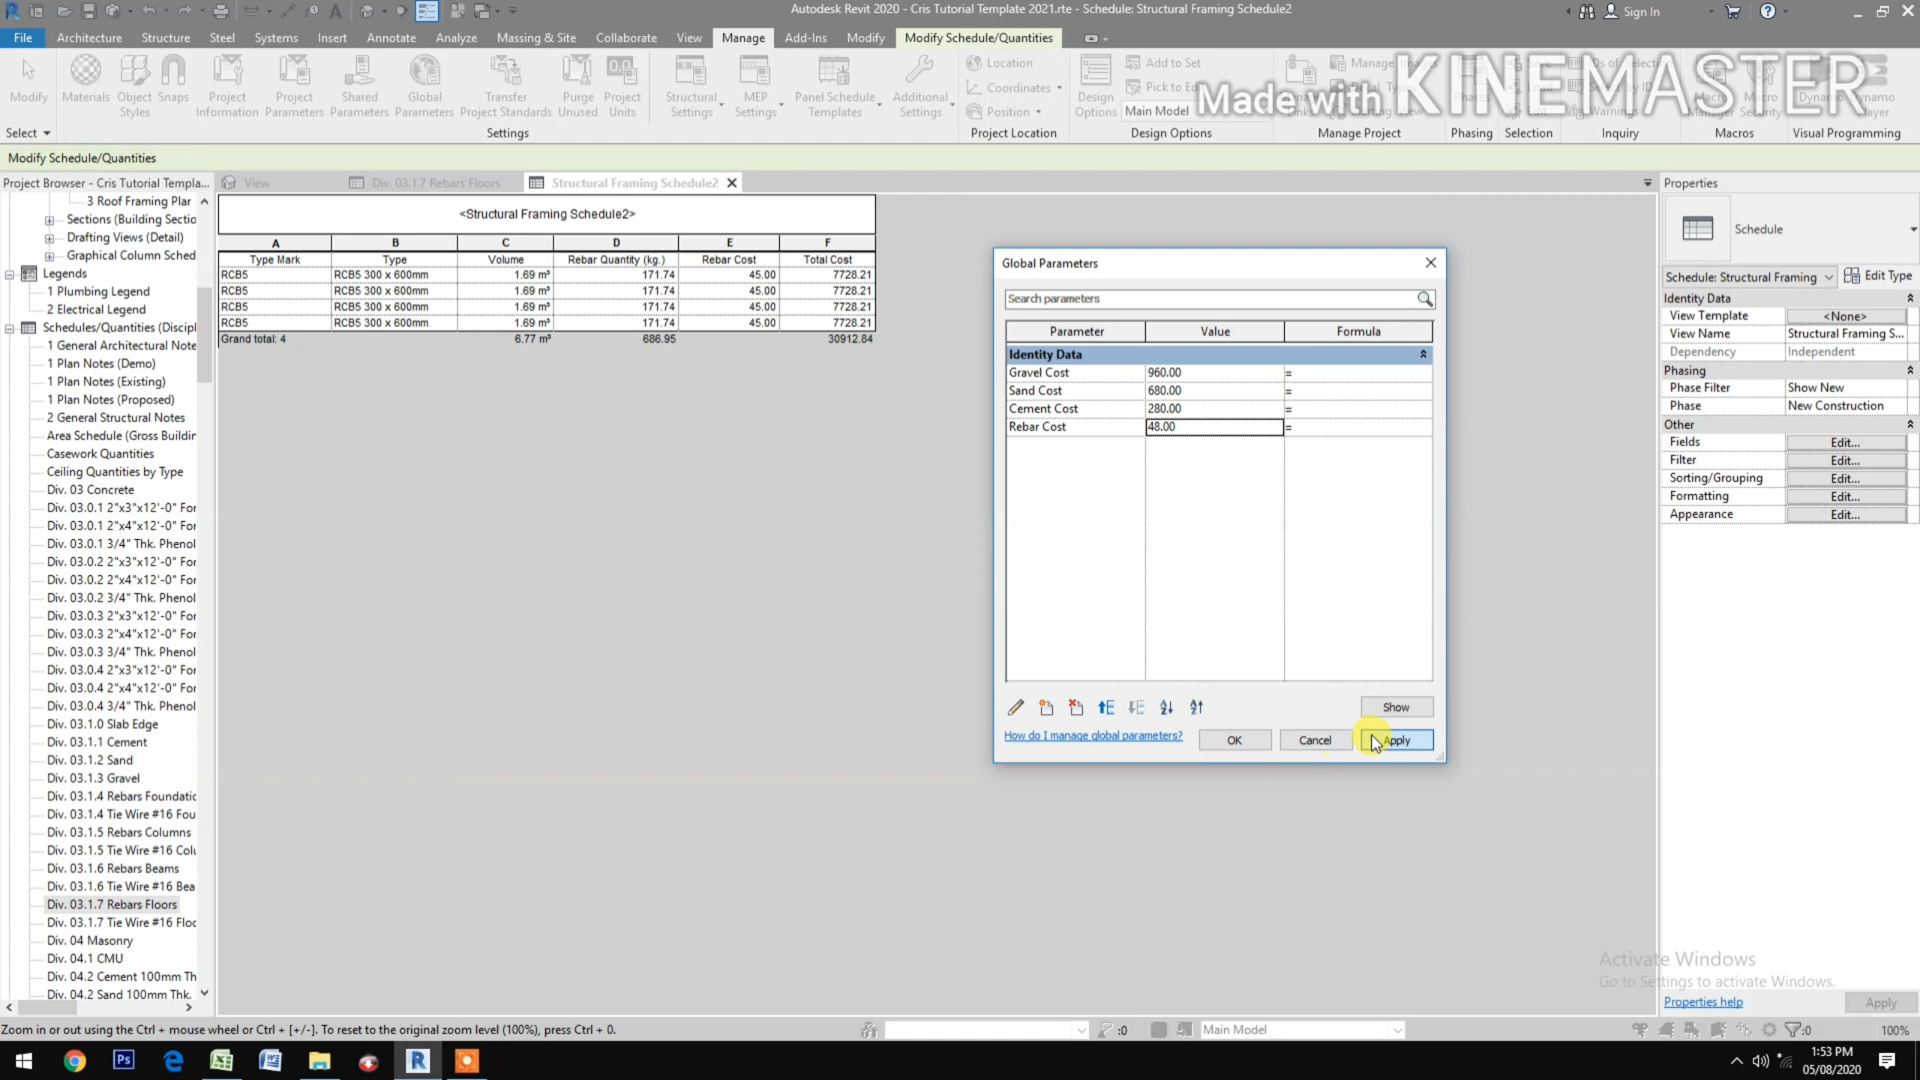 Autodesk Revit 2020 - Cris Tutorial Template 2021.rte - Schedule: Structural Framing Schedule2
Sign In
File Architecture Structure Steel Systems Insert Annotate Analyze Massing & Site Collaborate View Manage Add-Ins Modify Modify Schedule/Quantities
Modify
Materials
Object Styles
Snaps
Project Information
Project Parameters
Shared Parameters
Global Parameters
Transfer Project Standards
Purge Unused
Project Units
Structural Settings
MEP Settings
Panel Schedule Templates
Additional Settings
Location
Coordinates
Position
Design Options
Add to Set
Pick to Edit
Main Model
Made with KINEMASTER
Select
Settings
Project Location
Design Options
Manage Project
Phasing
Selection
Inquiry
Macros
Visual Programming
Modify Schedule/Quantities
Project Browser - Cris Tutorial Templa...
View
Div. 03.1.7 Rebars Floors
Structural Framing Schedule2
Properties
3 Roof Framing Plar
Sections (Building Sectio
Drafting Views (Detail)
Graphical Column Sched
Legends
1 Plumbing Legend
2 Electrical Legend
Schedules/Quantities (Discipl
1 General Architectural Note
1 Plan Notes (Demo)
1 Plan Notes (Existing)
1 Plan Notes (Proposed)
2 General Structural Notes
Area Schedule (Gross Buildin
Casework Quantities
Ceiling Quantities by Type
Div. 03 Concrete
Div. 03.0.1 2"x3"x12'-0" For
Div. 03.0.1 2"x4"x12'-0" For
Div. 03.0.1 3/4" Thk. Phenol
Div. 03.0.2 2"x3"x12'-0" For
Div. 03.0.2 2"x4"x12'-0" For
Div. 03.0.2 3/4" Thk. Phenol
Div. 03.0.3 2"x3"x12'-0" For
Div. 03.0.3 2"x4"x12'-0" For
Div. 03.0.3 3/4" Thk. Phenol
Div. 03.0.4 2"x3"x12'-0" For
Div. 03.0.4 2"x4"x12'-0" For
Div. 03.0.4 3/4" Thk. Phenol
Div. 03.1.0 Slab Edge
Div. 03.1.1 Cement
Div. 03.1.2 Sand
Div. 03.1.3 Gravel
Div. 03.1.4 Rebars Foundatic
Div. 03.1.4 Tie Wire #16 Fou
Div. 03.1.5 Rebars Columns
Div. 03.1.5 Tie Wire #16 Colu
Div. 03.1.6 Rebars Beams
Div. 03.1.6 Tie Wire #16 Bea
Div. 03.1.7 Rebars Floors
Div. 03.1.7 Tie Wire #16 Floc
Div. 04 Masonry
Div. 04.1 CMU
Div. 04.2 Cement 100mm Th
Div. 04.2 Sand 100mm Thk.
<Structural Framing Schedule2>
A B C D E F
Type Mark Type Volume Rebar Quantity (kg.) Rebar Cost Total Cost
RCB5 RCB5 300 x 600mm 1.69 m³ 171.74 45.00 7728.21
RCB5 RCB5 300 x 600mm 1.69 m³ 171.74 45.00 7728.21
RCB5 RCB5 300 x 600mm 1.69 m³ 171.74 45.00 7728.21
RCB5 RCB5 300 x 600mm 1.69 m³ 171.74 45.00 7728.21
Grand total: 4 6.77 m³ 686.95 30912.84
Global Parameters
Search parameters
Parameter Value Formula
Identity Data
Gravel Cost 960.00 =
Sand Cost 680.00 =
Cement Cost 280.00 =
Rebar Cost 48.00 =
Show
How do I manage global parameters?
OK Cancel Apply
Schedule
Schedule: Structural Framing Edit Type
Identity Data
View Template <None>
View Name Structural Framing S...
Dependency Independent
Phasing
Phase Filter Show New
Phase New Construction
Other
Fields Edit...
Filter Edit...
Sorting/Grouping Edit...
Formatting Edit...
Appearance Edit...
Activate Windows
Go to Settings to activate Windows.
Properties help Apply
Zoom in or out using the Ctrl + mouse wheel or Ctrl + [+/-]. To reset to the original zoom level (100%), press Ctrl + 0.
:0 Main Model :0 100%
1:53 PM
05/08/2020